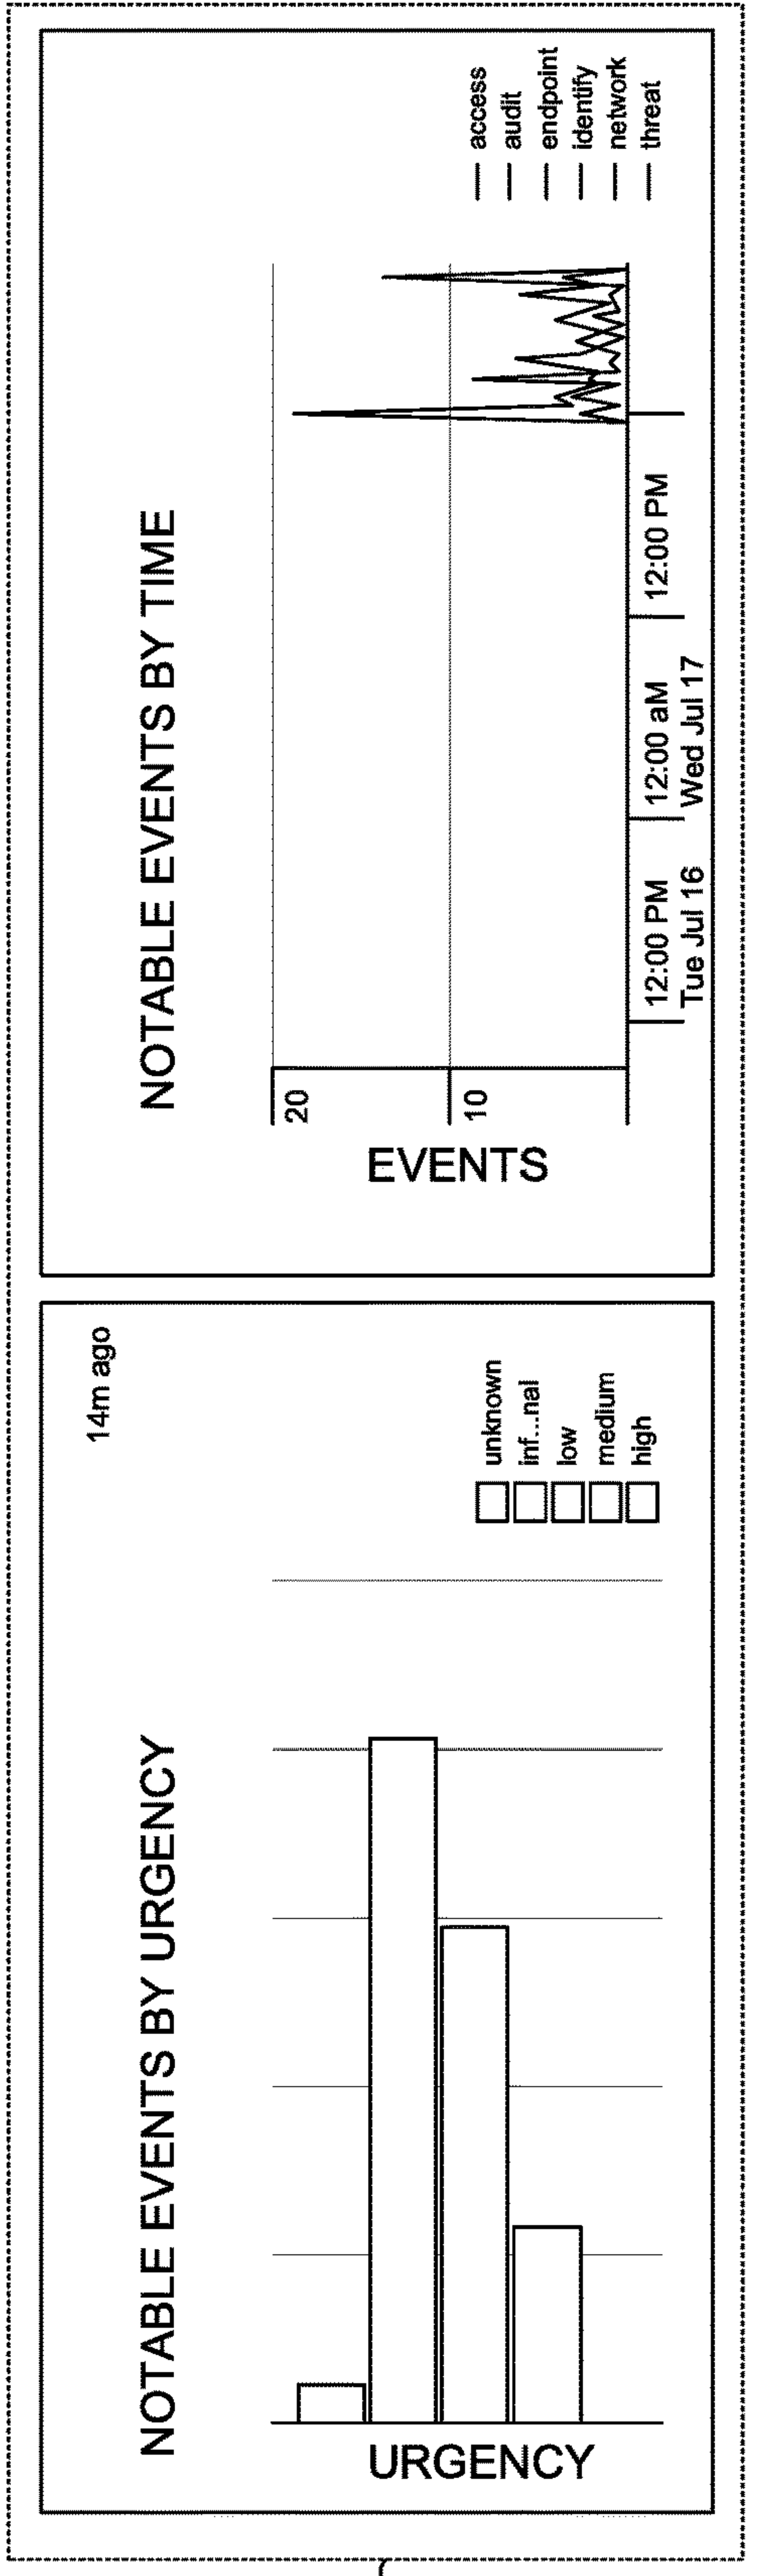 NOTABLE EVENTS BY URGENCY
14m ago
URGENCY
unknown
inf...nal
low
medium
high
NOTABLE EVENTS BY TIME
EVENTS
20
10
12:00 PM
Tue Jul 16
12:00 aM
Wed Jul 17
12:00 PM
access
audit
endpoint
identify
network
threat